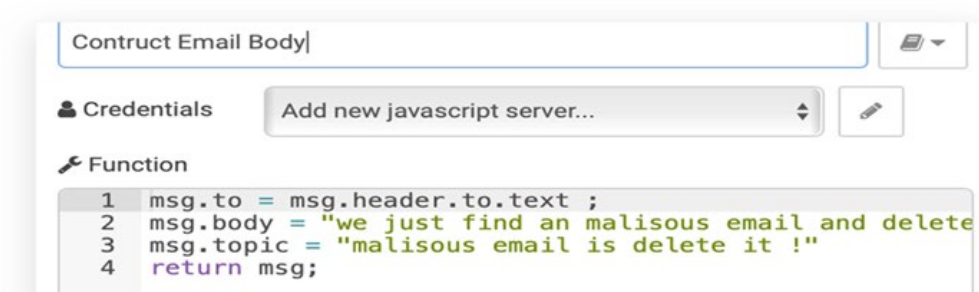 Contruct Email Body
Credentials
Add new javascript server...
Function
1 msg.to = msg.header.to.text ;
2 msg.body = "we just find an malisous email and delete
3 msg.topic = "malisous email is delete it !"
4 return msg;